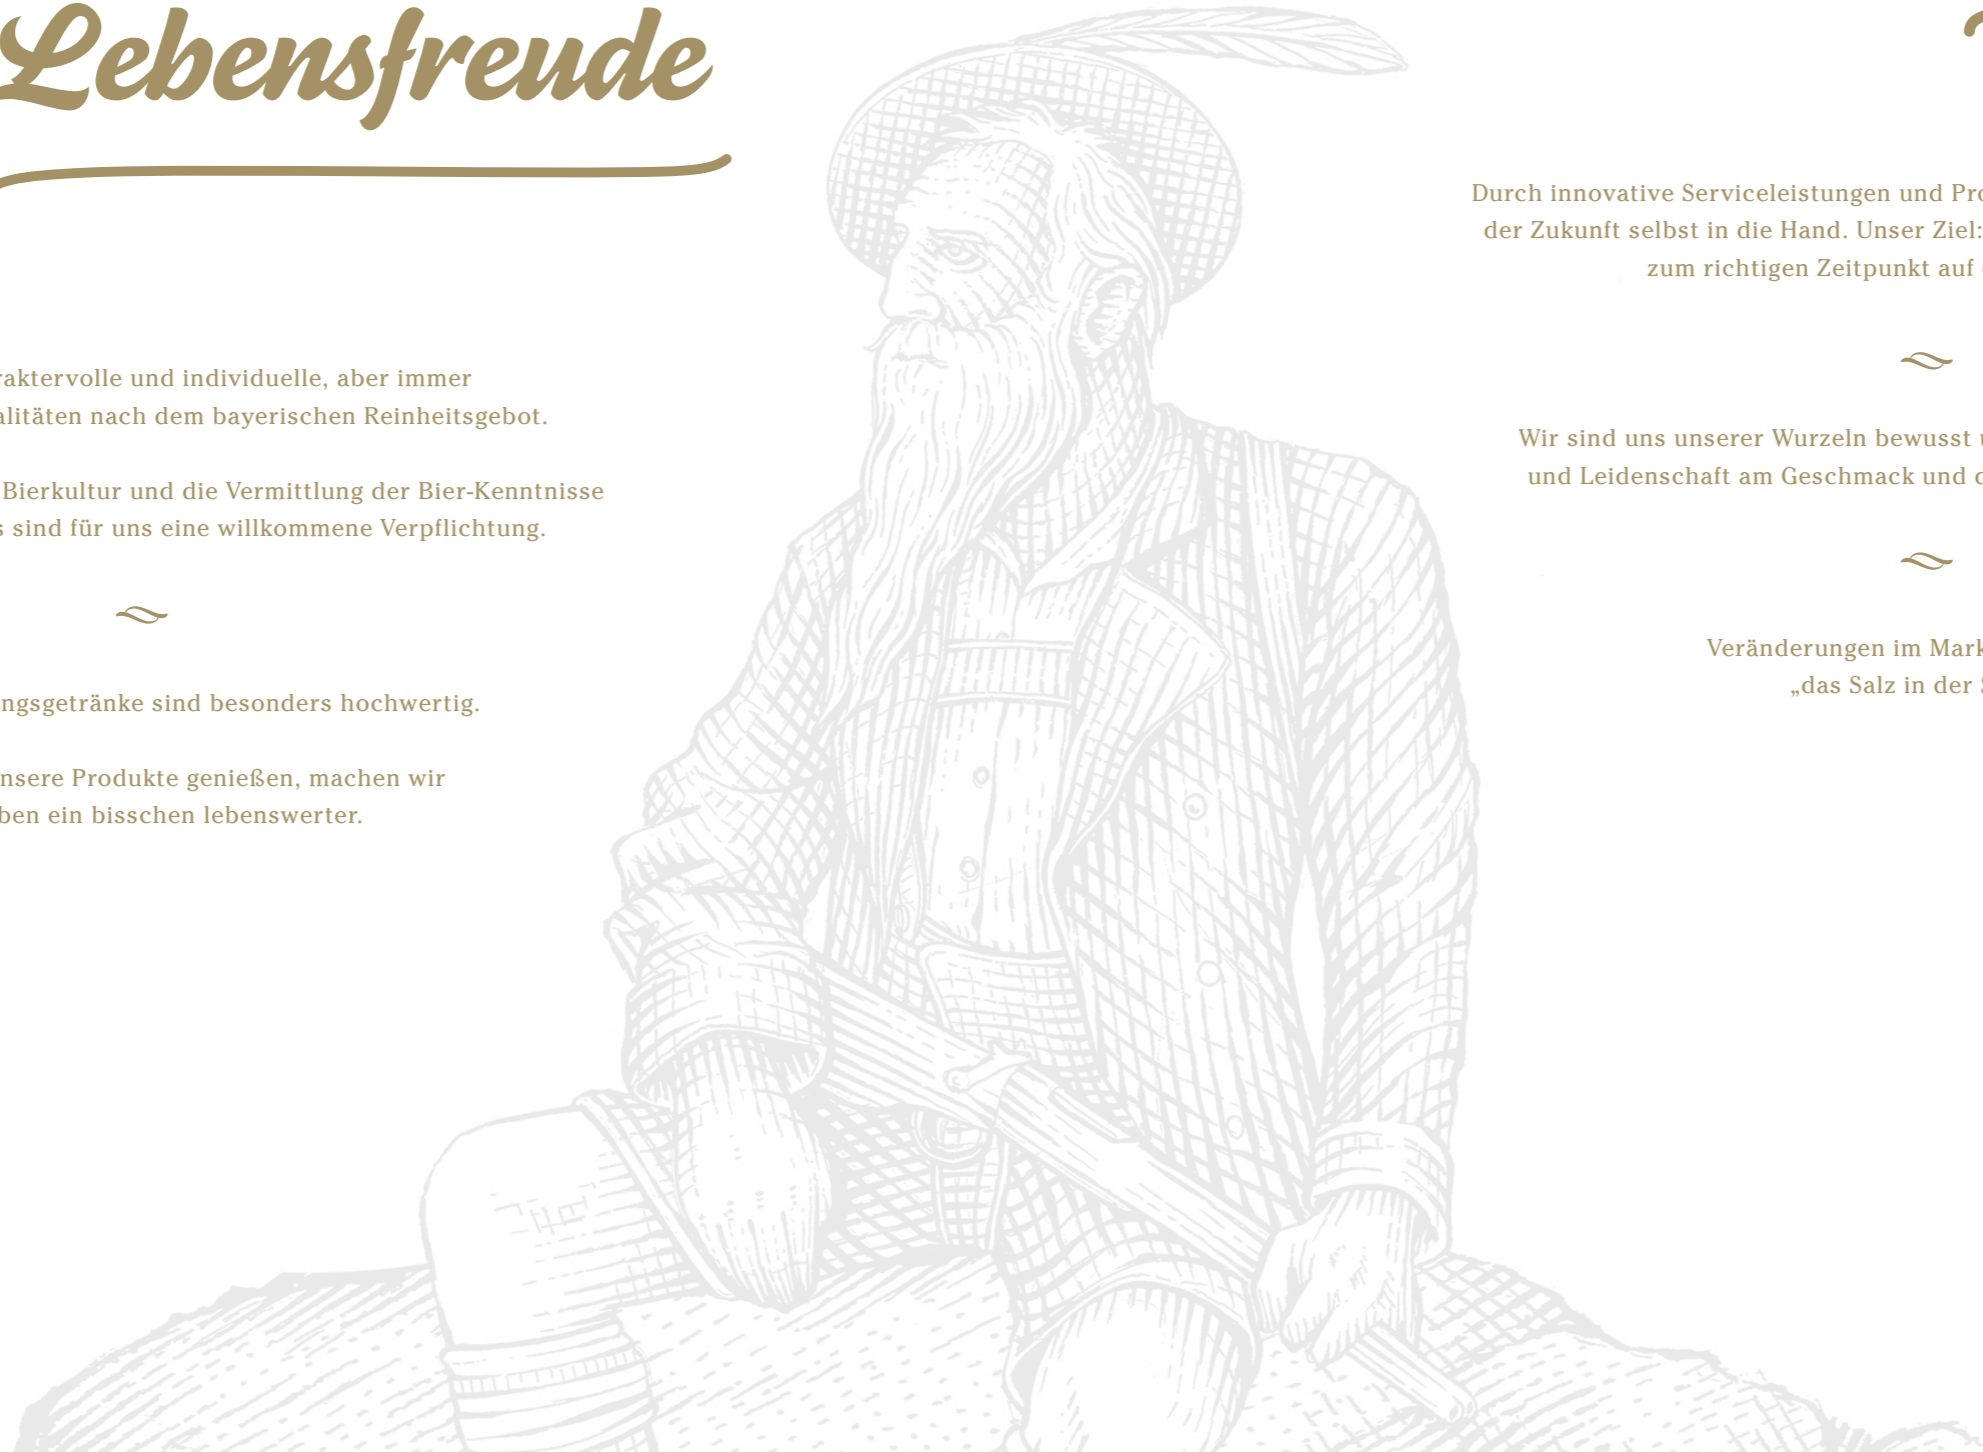 Lebensfreude
raktervolle und individuelle, aber immer
alitäten nach dem bayerischen Reinheitsgebot.
Bierkultur und die Vermittlung der Bier-Kenntnisse
s sind für uns eine willkommene Verpflichtung.
ngsgetränke sind besonders hochwertig.
nsere Produkte genießen, machen wir
ben ein bisschen lebenswerter.
Durch innovative Serviceleistungen und Pro
der Zukunft selbst in die Hand. Unser Ziel:
zum richtigen Zeitpunkt auf
Wir sind uns unserer Wurzeln bewusst
und Leidenschaft am Geschmack und
Veränderungen im Mark
„das Salz in der